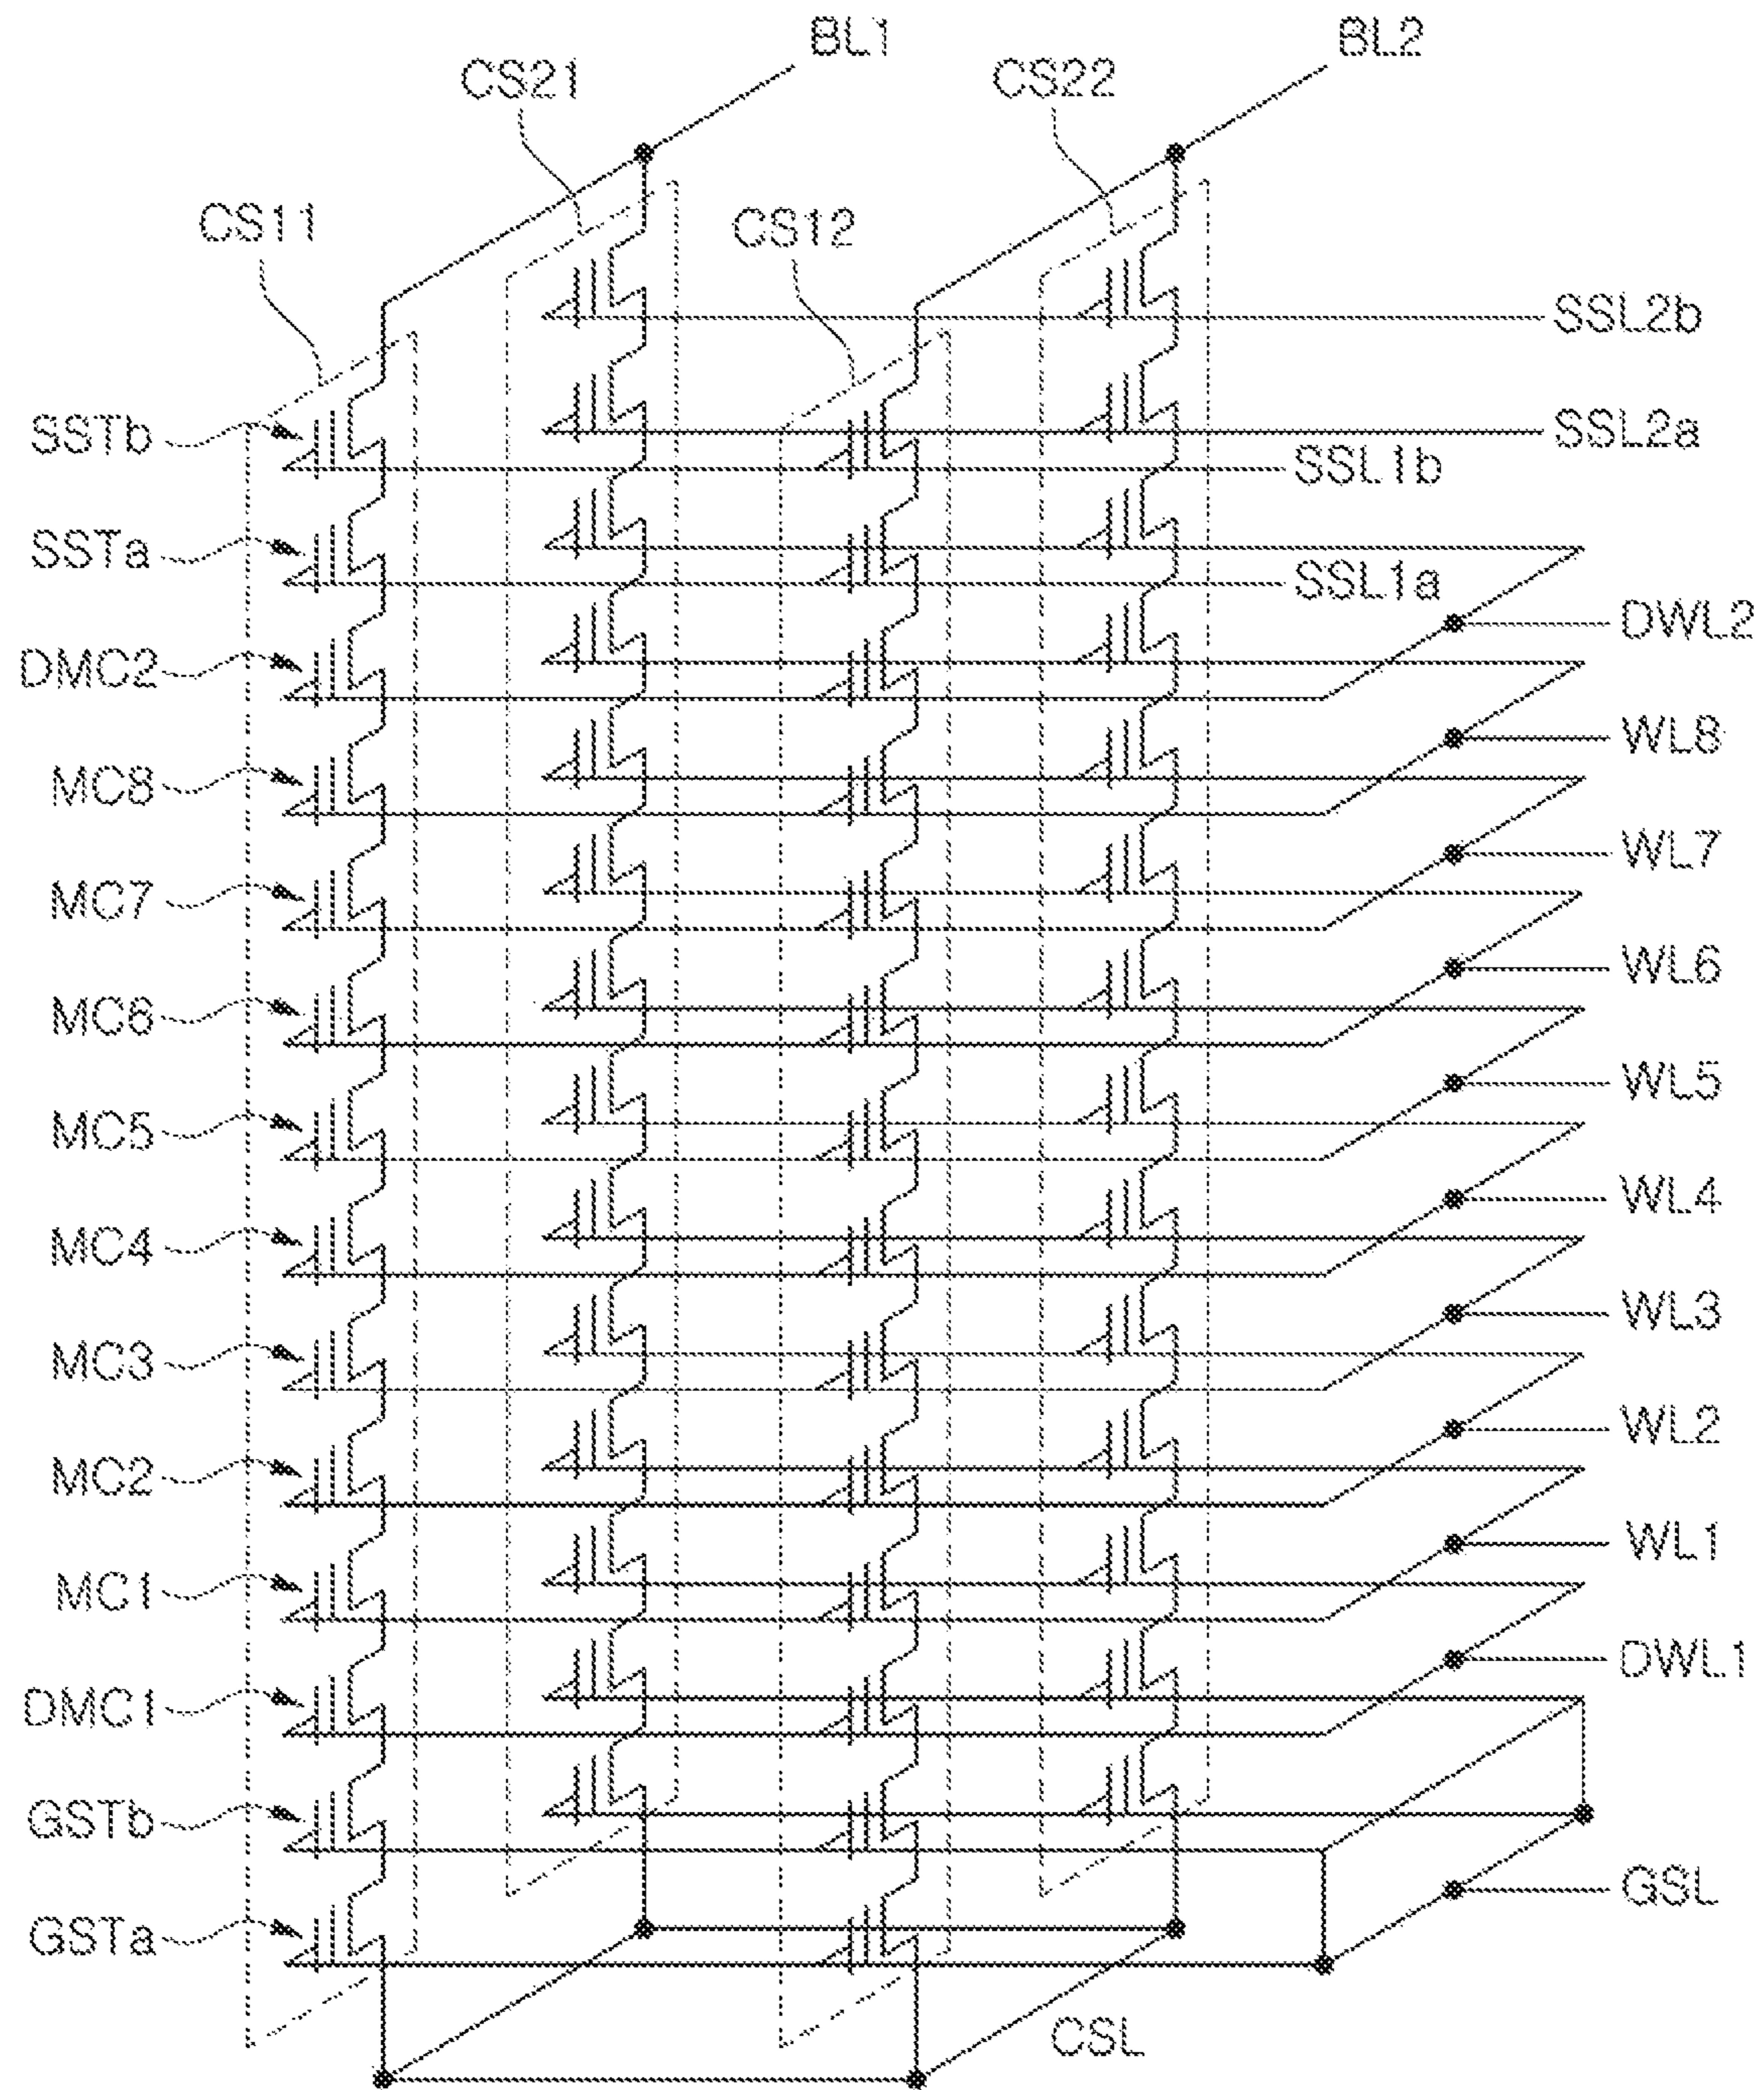 BL1
BL2
CS21
CS22
CS11
CS12
SSL2b
SSTb
SSL2a
SSL1b
SSTa
SSL1a
DWL2
DMC2
WL8
MC8
WL7
MC7
WL6
MC6
WL5
MC5
WL4
MC4
WL3
MC3
WL2
MC2
WL1
MC1
DWL1
DMC1
GSTb
GSL
GSTa
CSL